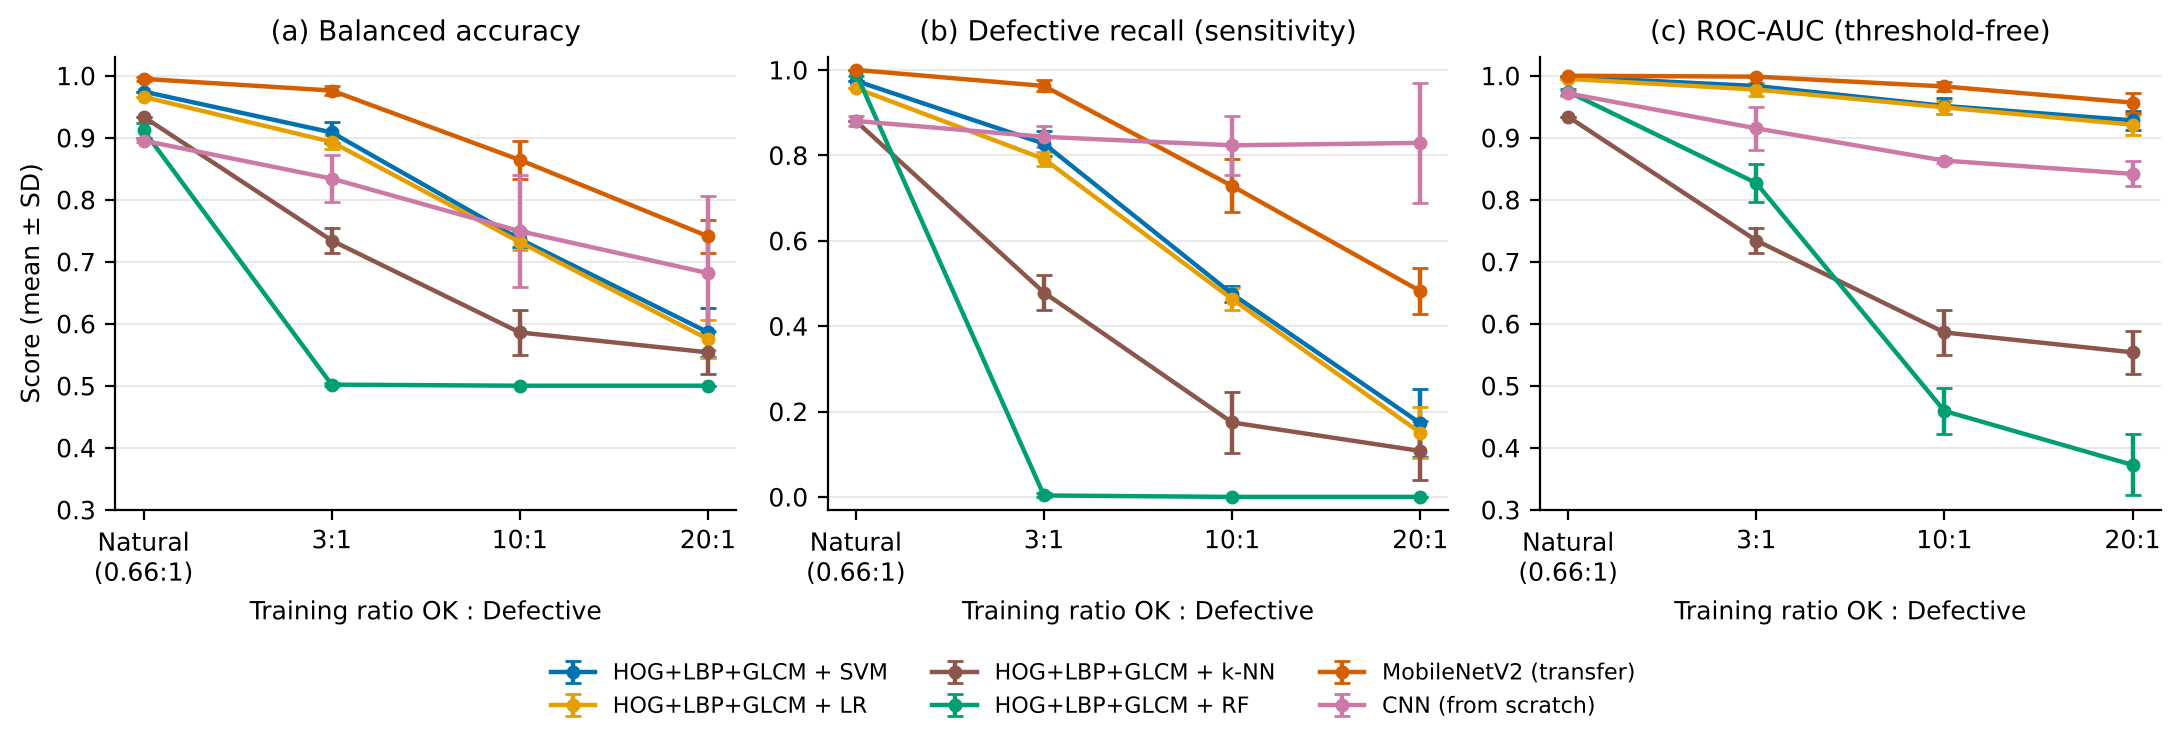 (a) Balanced accuracy
Score (mean ± SD)
1.0
0.9
0.8
0.7
0.6
0.5
0.4
0.3
Natural
(0.66:1)
3:1
10:1
20:1
Training ratio OK : Defective
(b) Defective recall (sensitivity)
1.0
0.8
0.6
0.4
0.2
0.0
Natural
(0.66:1)
3:1
10:1
20:1
Training ratio OK : Defective
(c) ROC-AUC (threshold-free)
1.0
0.9
0.8
0.7
0.6
0.5
0.4
0.3
Natural
(0.66:1)
3:1
10:1
20:1
Training ratio OK : Defective
HOG+LBP+GLCM + SVM
HOG+LBP+GLCM + LR
HOG+LBP+GLCM + k-NN
HOG+LBP+GLCM + RF
MobileNetV2 (transfer)
CNN (from scratch)